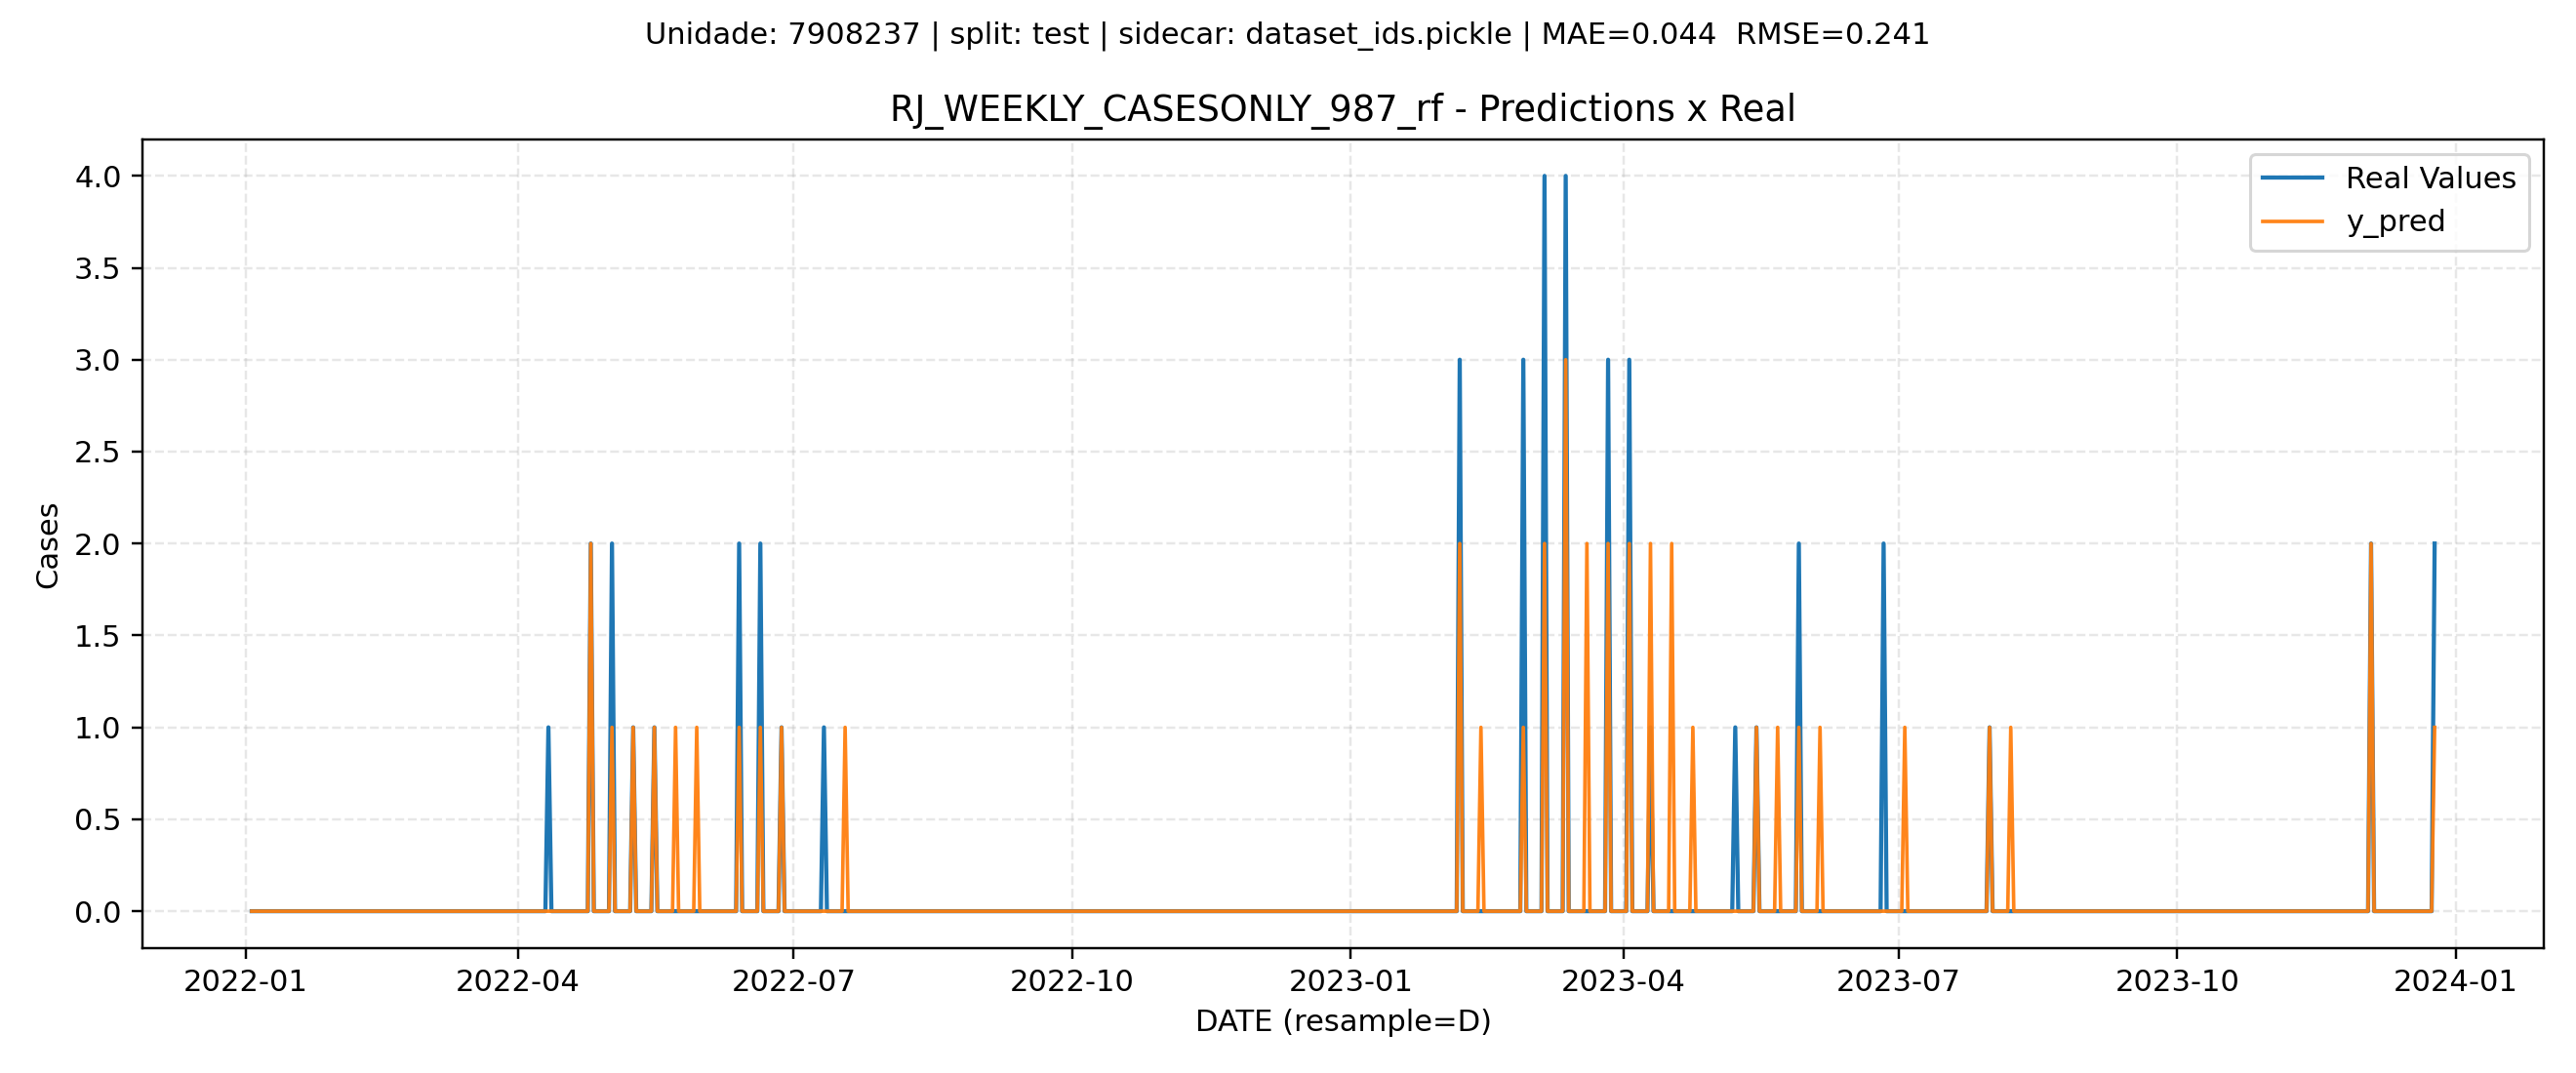 Unidade: 7908237 | split: test | sidecar: dataset_ids.pickle | MAE=0.044  RMSE=0.241
RJ_WEEKLY_CASESONLY_987_rf - Predictions x Real
Real Values
y_pred
4.0
3.5
3.0
2.5
2.0
1.5
1.0
0.5
0.0
Cases
2022-01 2022-04 2022-07 2022-10 2023-01 2023-04 2023-07 2023-10 2024-01
DATE (resample=D)